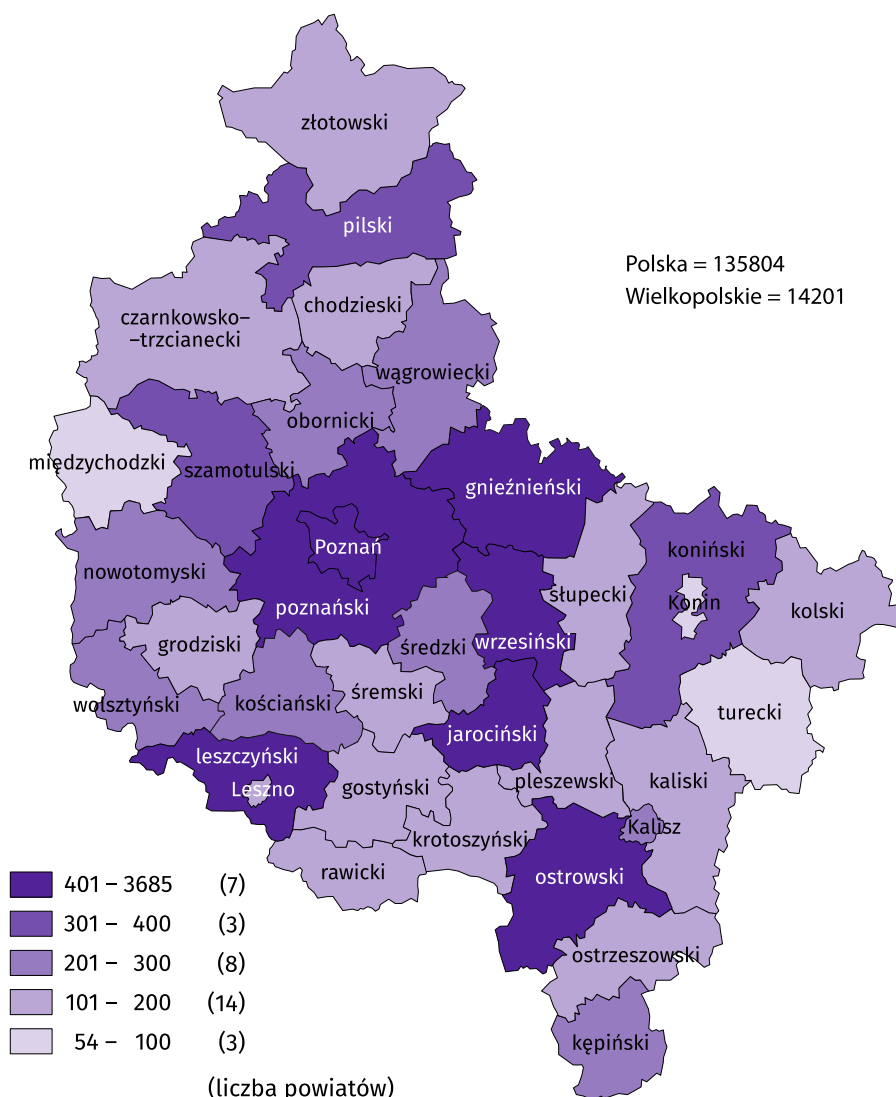 złotowski
pilski
Polska = 135804
Wielkopolskie = 14201
chodzieski
czarnkowsko–
–trzcianecki
wągrowiecki
obornicki
międzychodzki
szamotulski
gnieźnieński
Poznań
koniński
nowotomyski
słupecki
Konin
poznański
kolski
grodziski
średzki
wrzesiński
wolsztyński
kościański
śremski
turecki
jarociński
leszczyński
Leszno
gostyński
pleszewski
kaliski
Kalisz
krotoszyński
rawicki
ostrowski
ostrzeszowski
kępiński
401 – 3685 (7)
301 – 400 (3)
201 – 300 (8)
101 – 200 (14)
54 – 100 (3)
(liczba powiatów)